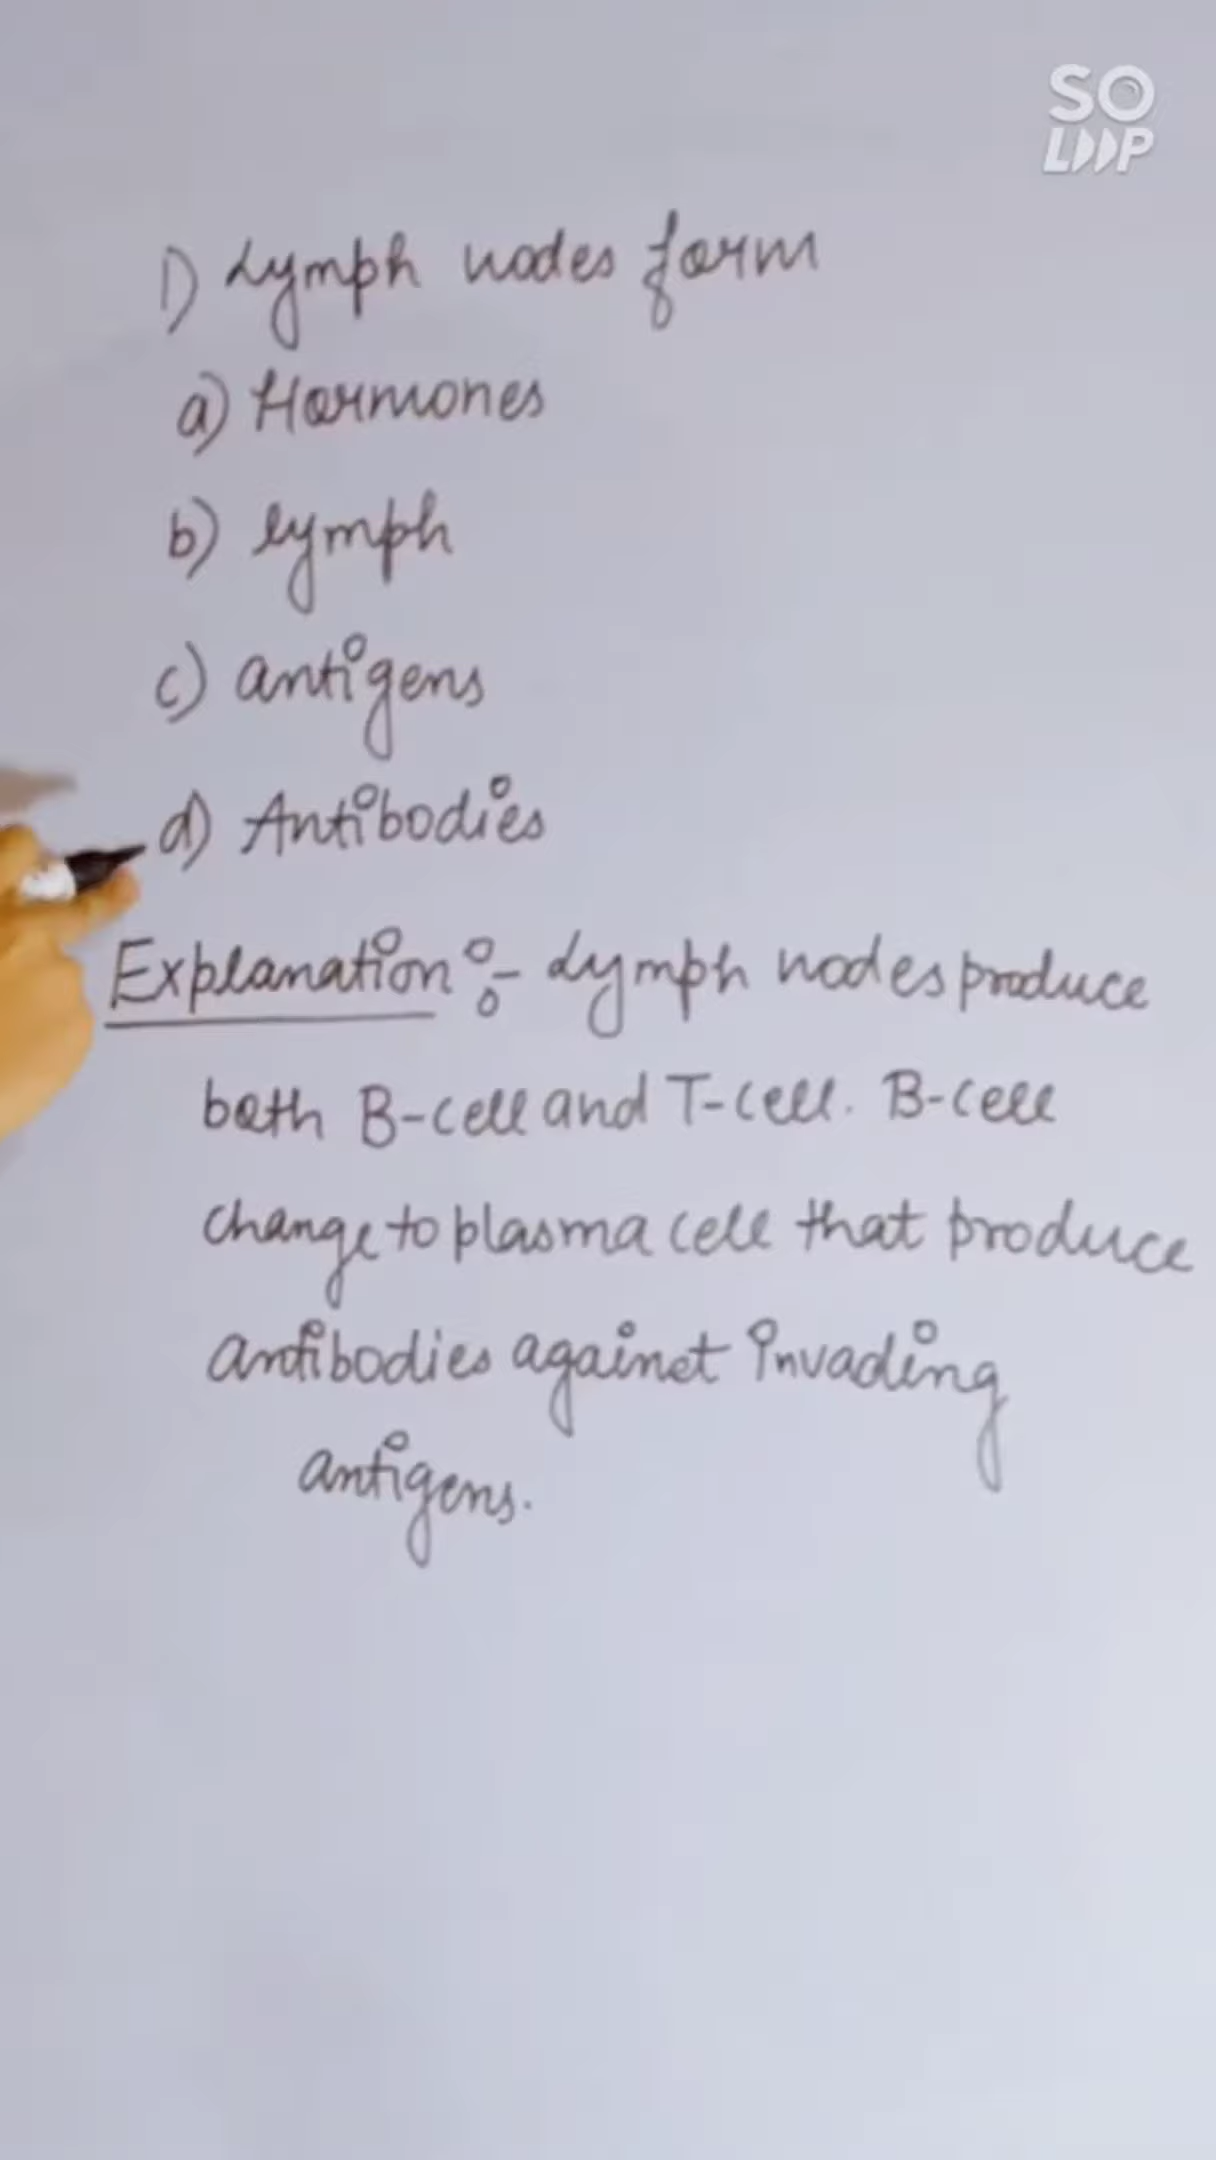 SO
LOOP
1) Lymph nodes form
a) Hormones
b) lymph
c) antigens
d) Antibodies
Explanation :- Lymph nodes produce
both B-cell and T-cell. B-cell
change to plasma cell that produce
antibodies against invading
antigens.